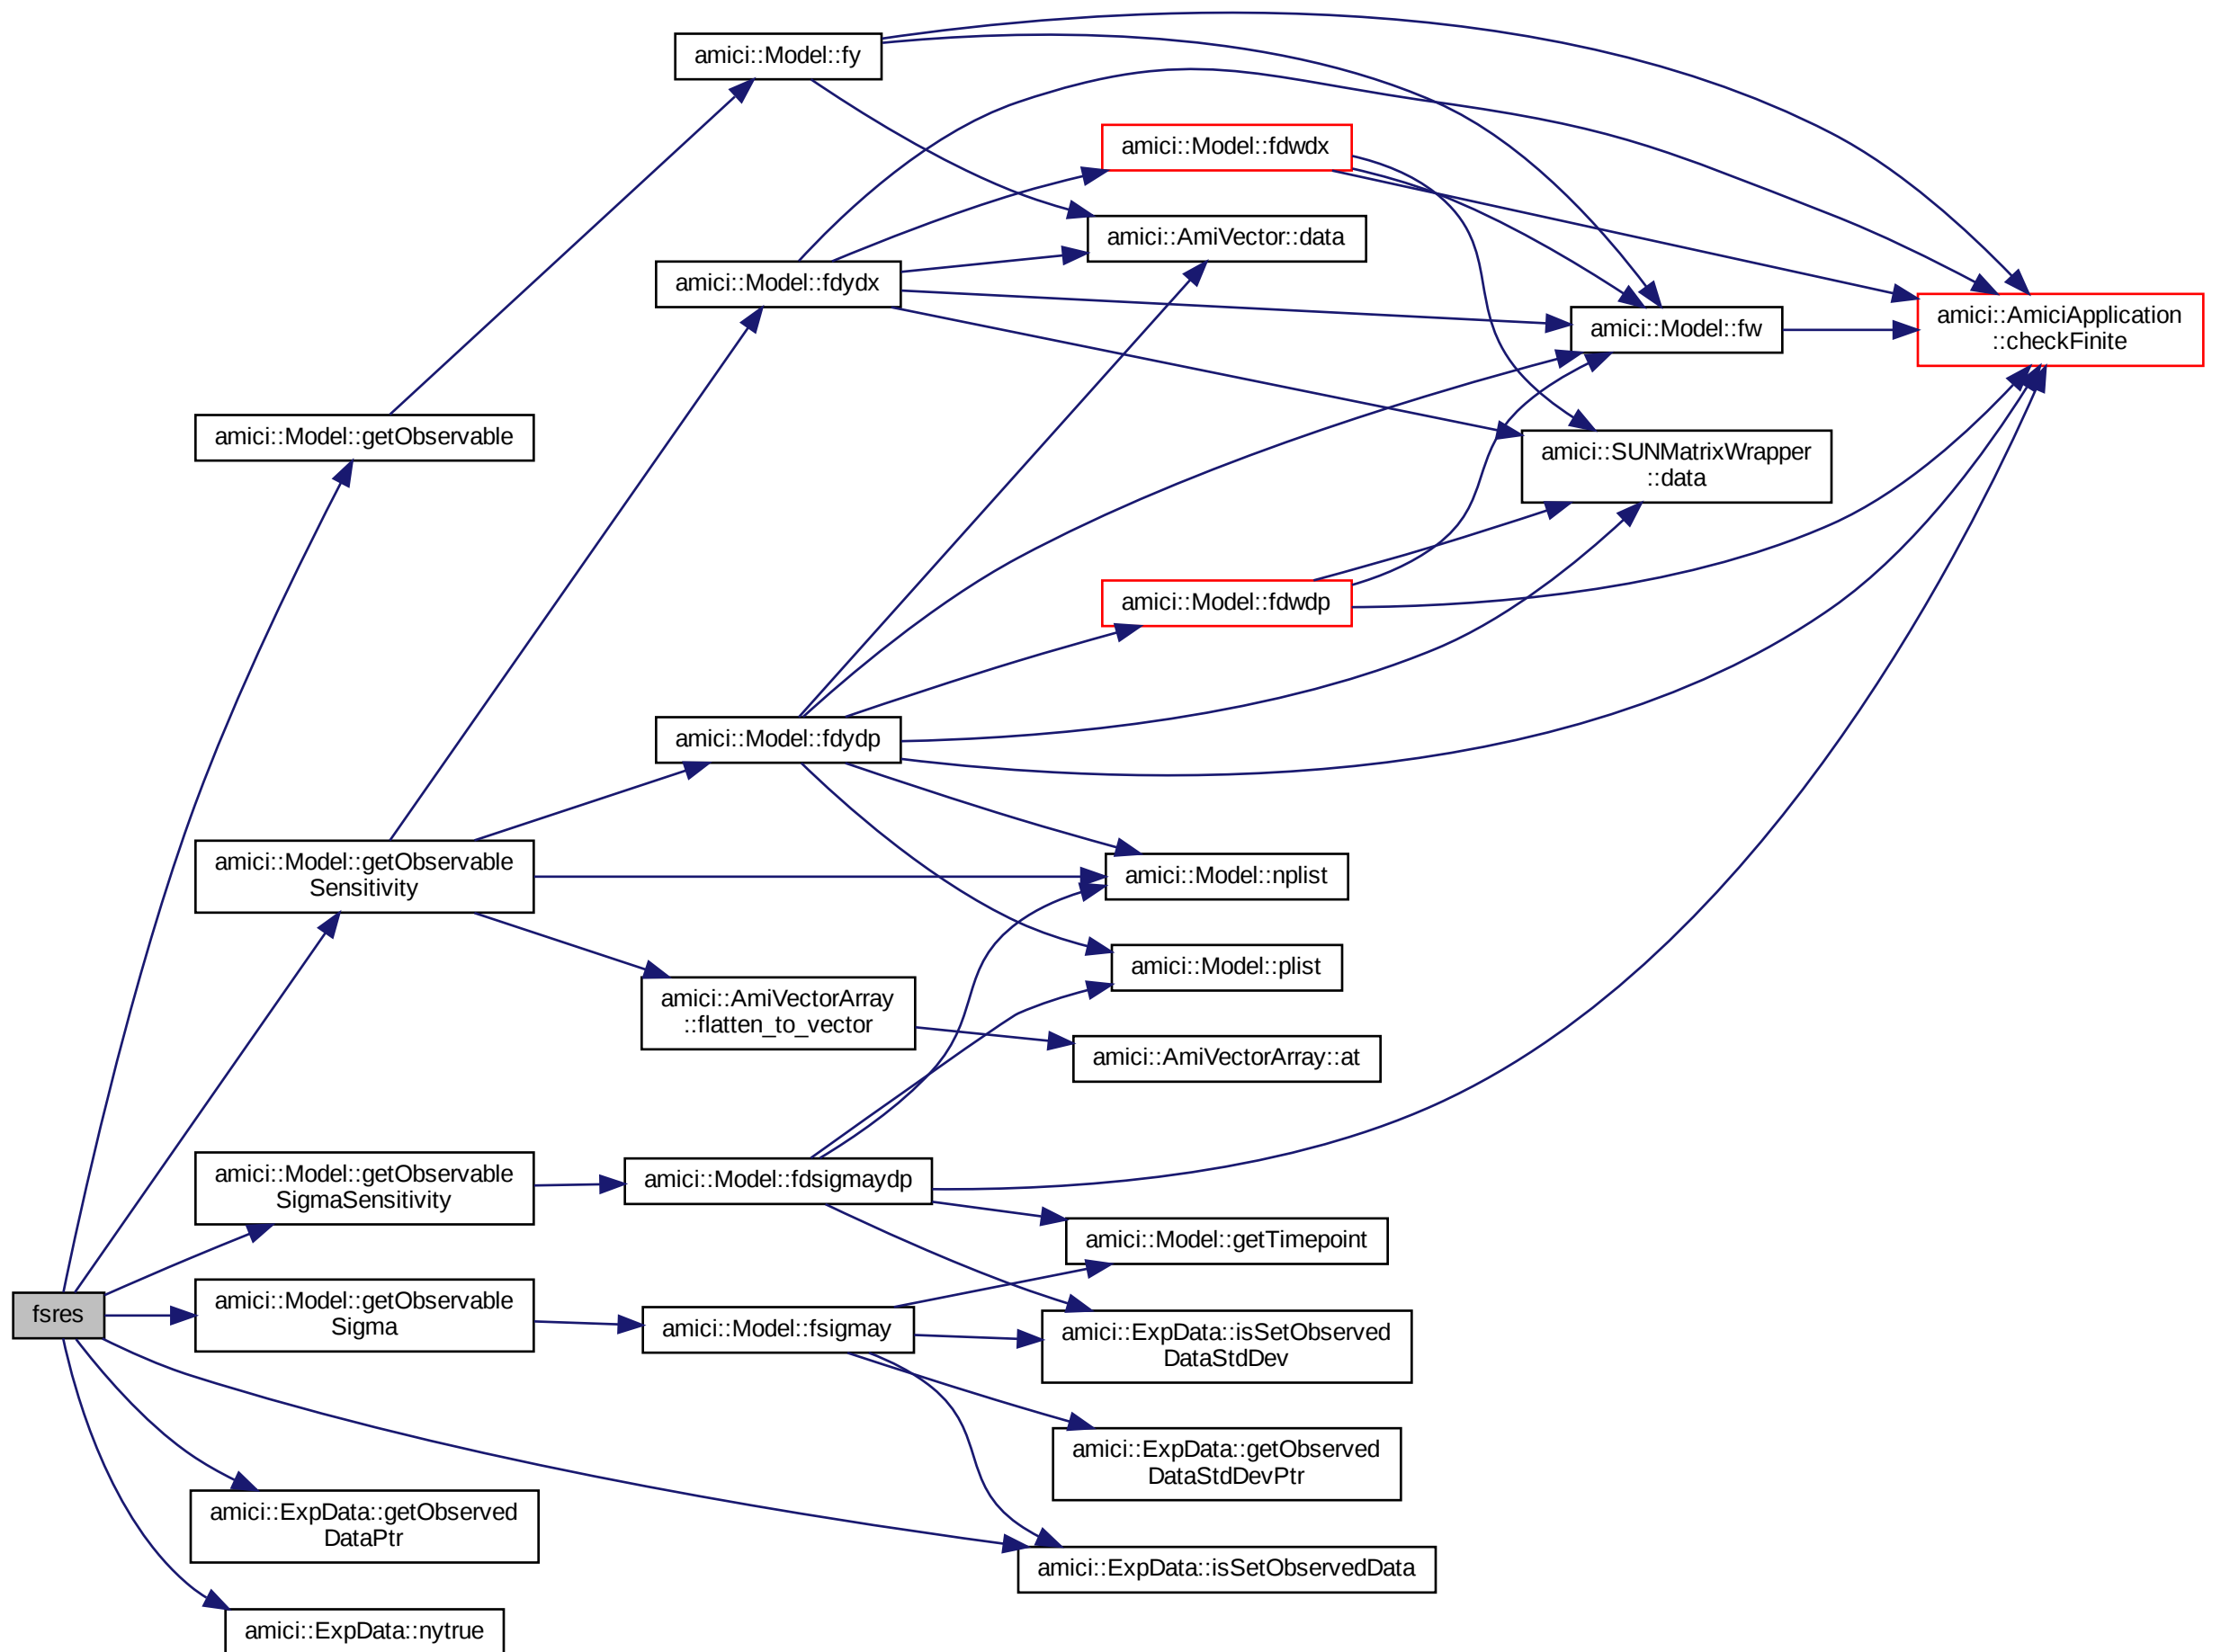 amici::Model::fy
amici::Model::fdwdx
amici::AmiVector::data
amici::Model::fdydx
amici::Model::fw
amici::AmiciApplication
::checkFinite
amici::Model::getObservable
amici::SUNMatrixWrapper
::data
amici::Model::fdwdp
amici::Model::fdydp
amici::Model::getObservable
Sensitivity
amici::Model::nplist
amici::Model::plist
amici::AmiVectorArray
::flatten_to_vector
amici::AmiVectorArray::at
amici::Model::getObservable
SigmaSensitivity
amici::Model::fdsigmaydp
amici::Model::getTimepoint
fsres
amici::Model::getObservable
Sigma
amici::Model::fsigmay
amici::ExpData::isSetObserved
DataStdDev
amici::ExpData::getObserved
DataStdDevPtr
amici::ExpData::getObserved
DataPtr
amici::ExpData::isSetObservedData
amici::ExpData::nytrue